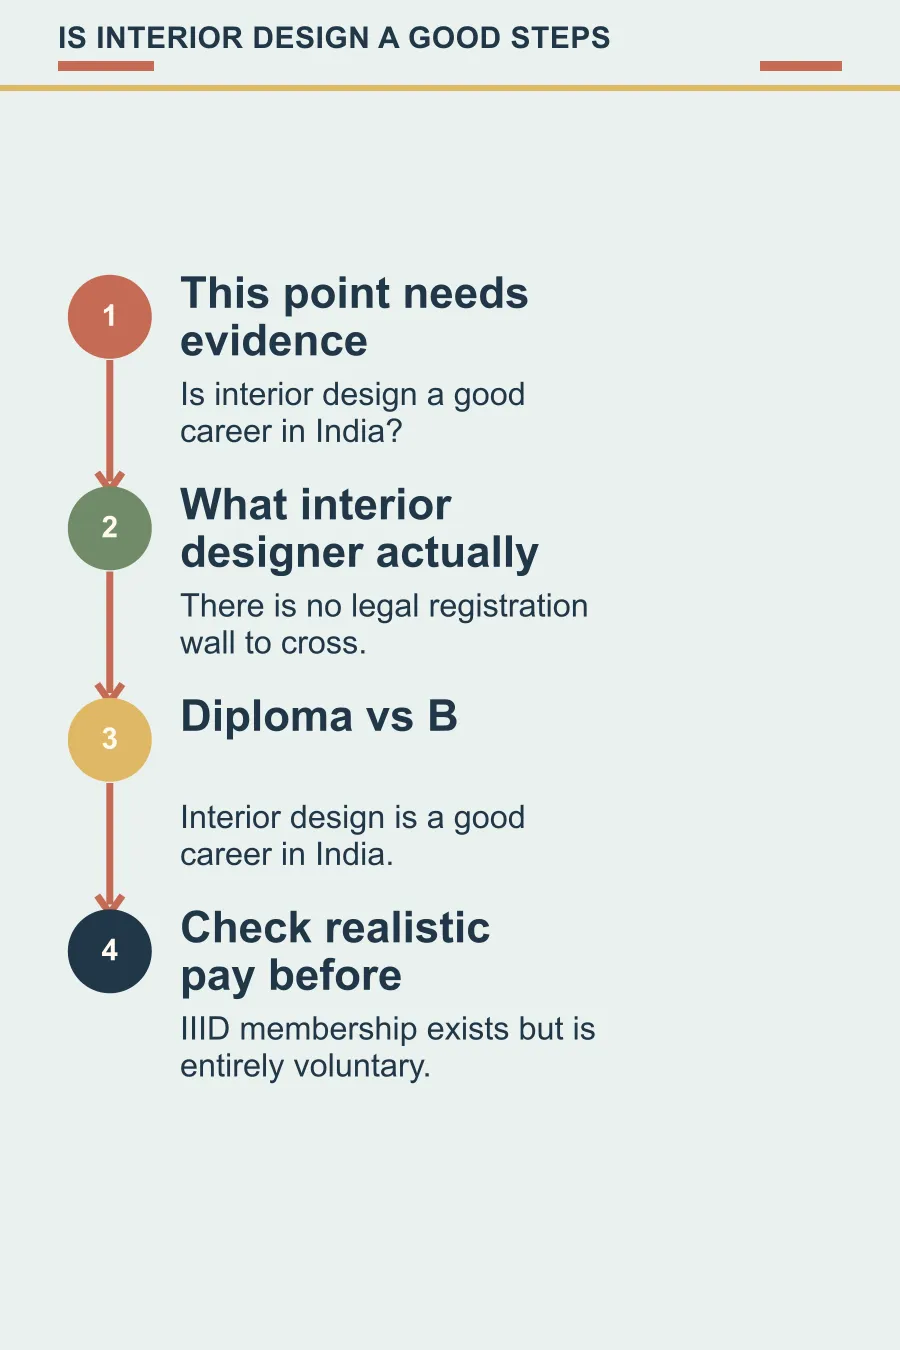 IS INTERIOR DESIGN A GOOD STEPS
1
This point needs
evidence
Is interior design a good
career in India?
2
What interior
designer actually
There is no legal registration
wall to cross.
3
Diploma vs B
Interior design is a good
career in India.
4
Check realistic
pay before
IIID membership exists but is
entirely voluntary.